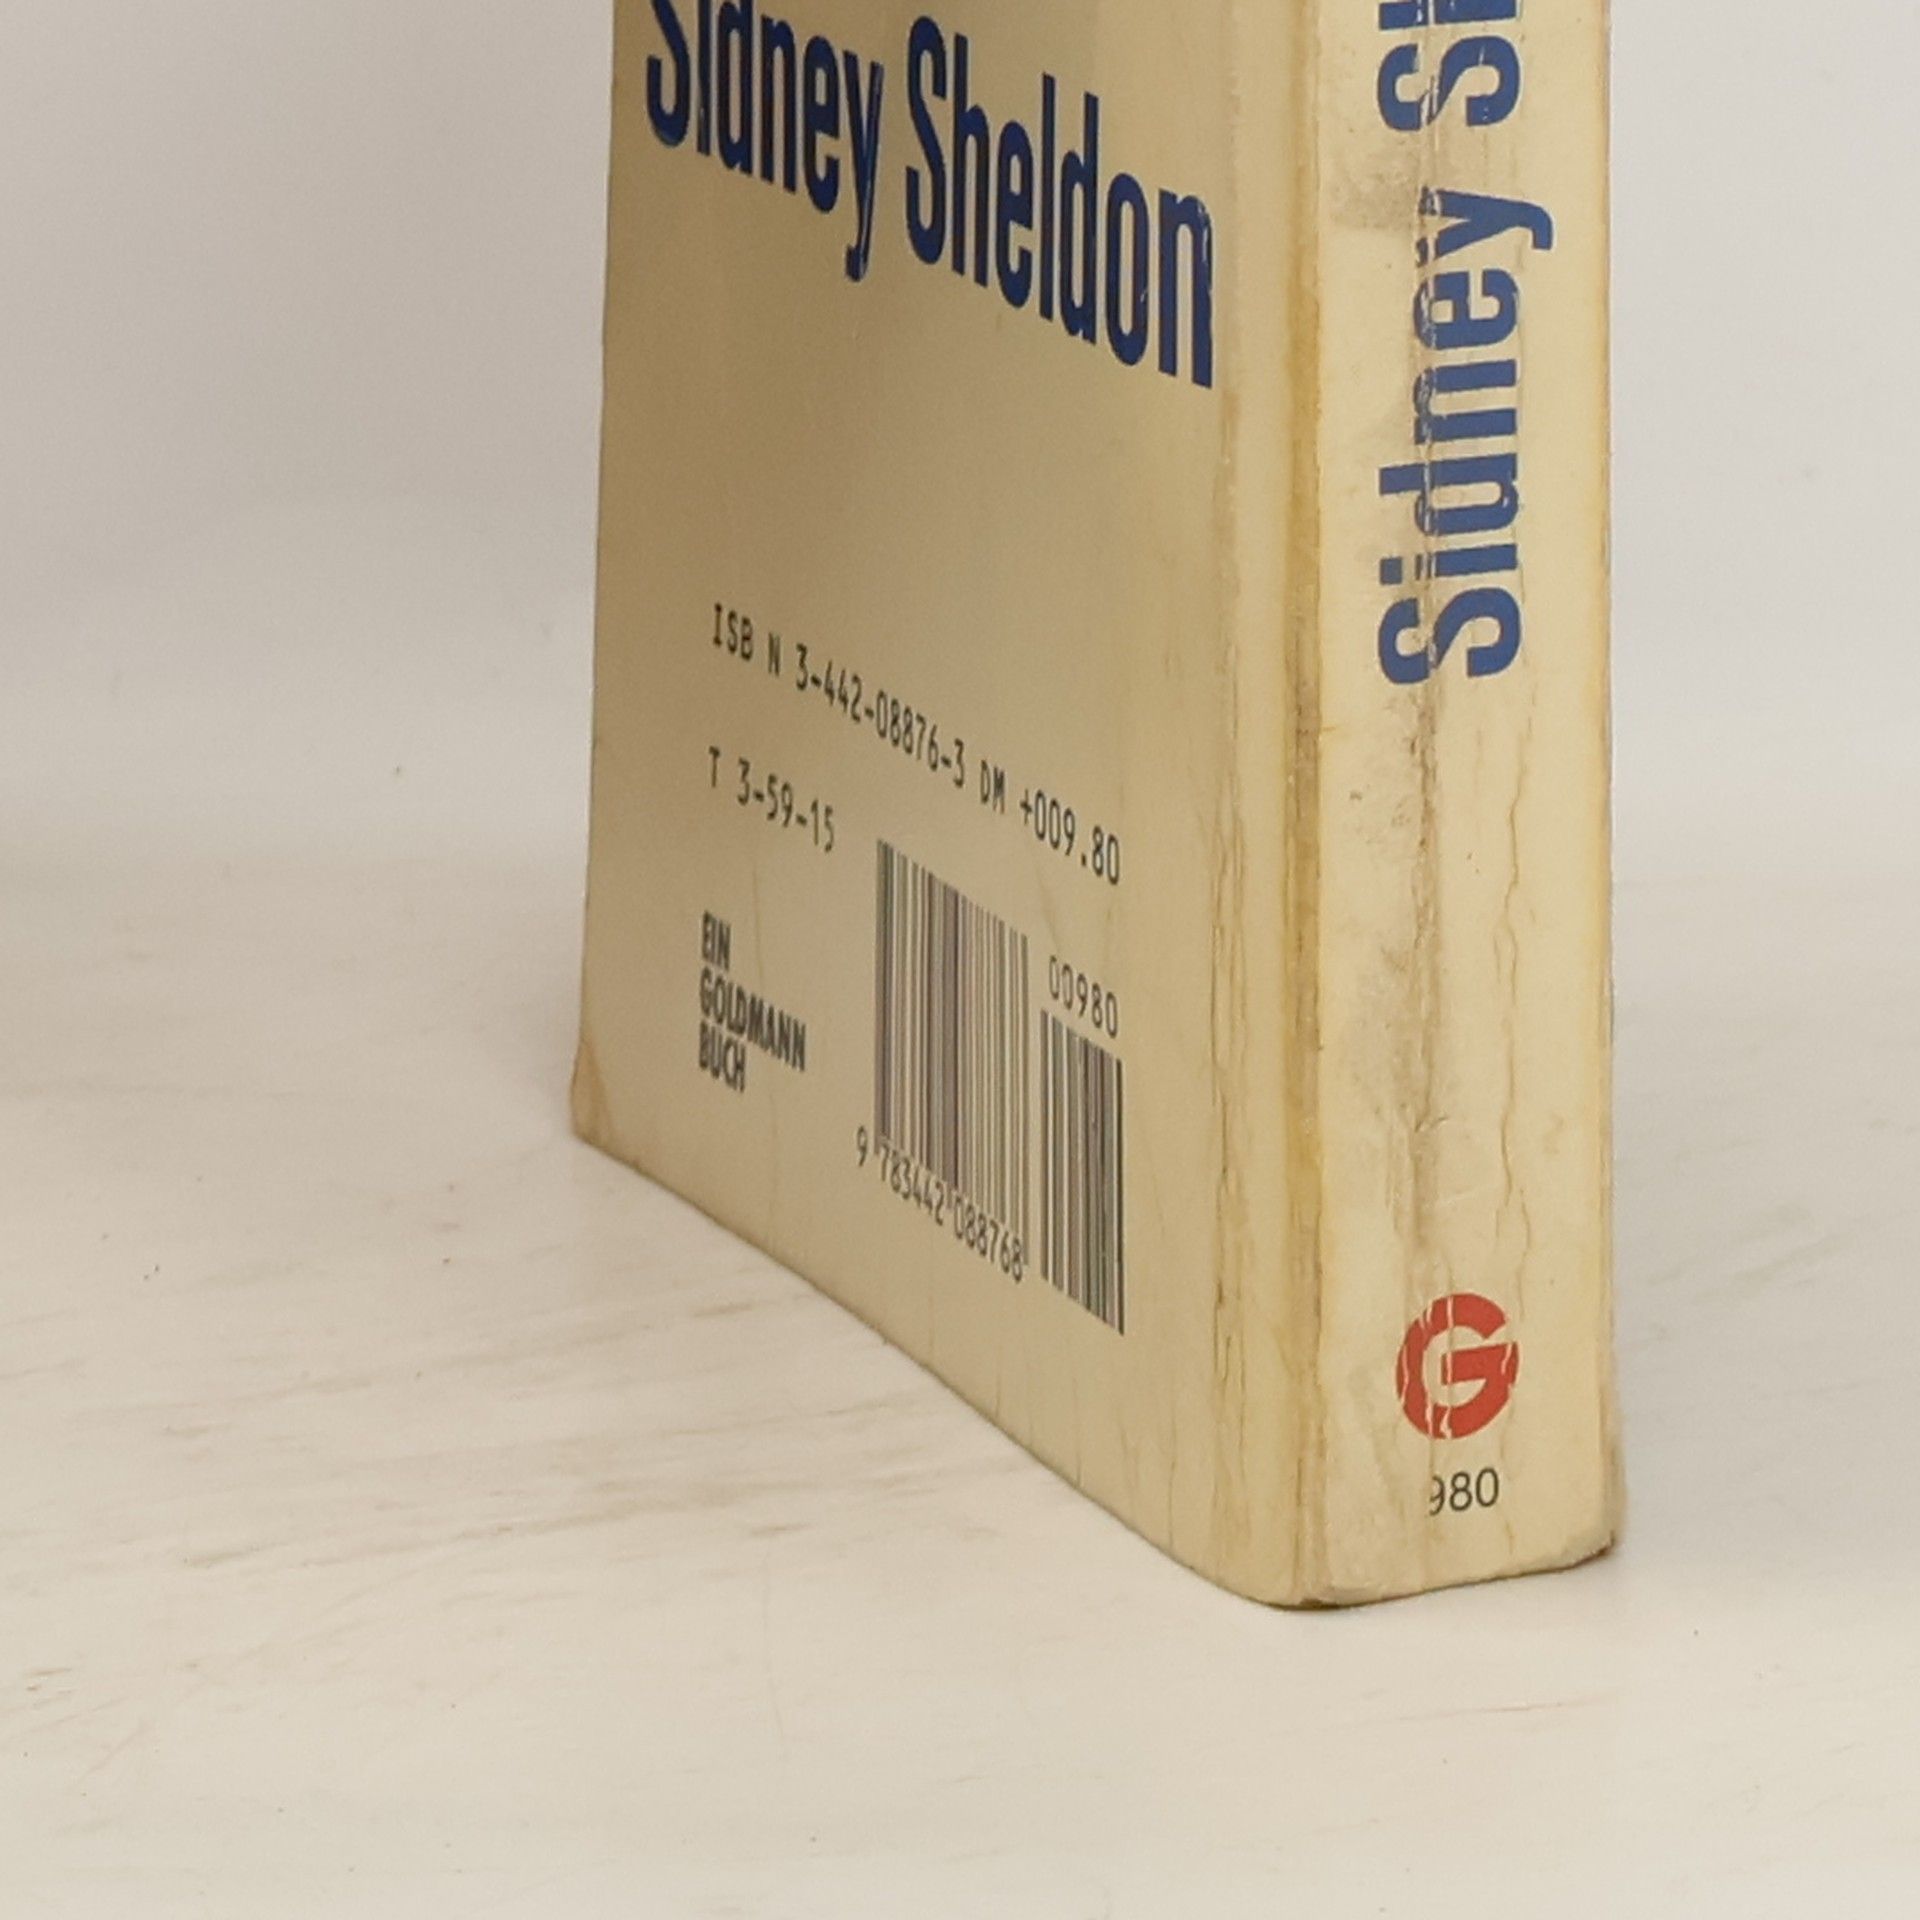 Sidney Sheldon
ISB N 3-442-08876-3 DM +009.80
T 3-59-15
EIN
GOLDMANN
BUCH
00980
9 783442 088768
Sidney
G
980